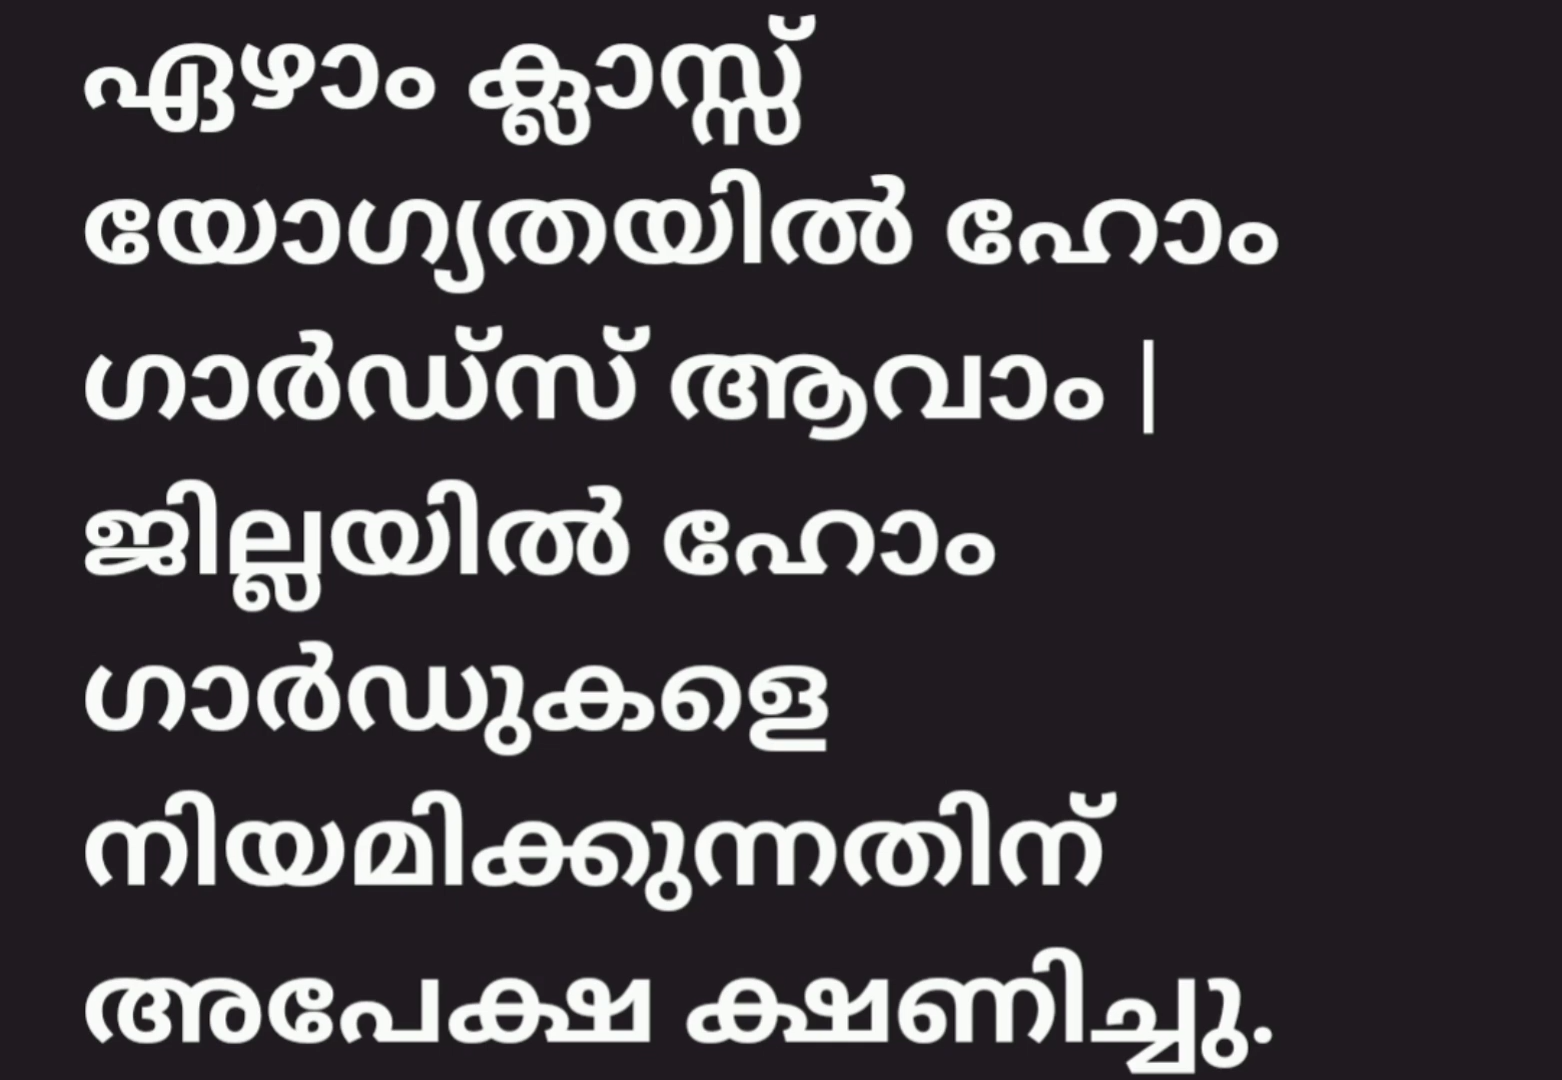 ഏഴാം ക്ലാസ്സ്
യോഗ്യതയിൽ ഹോം
ഗാർഡ്സ് ആവാം |
ജില്ലയിൽ ഹോം
ഗാർഡുകളെ
നിയമിക്കുന്നതിന്
അപേക്ഷ ക്ഷണിച്ചു.